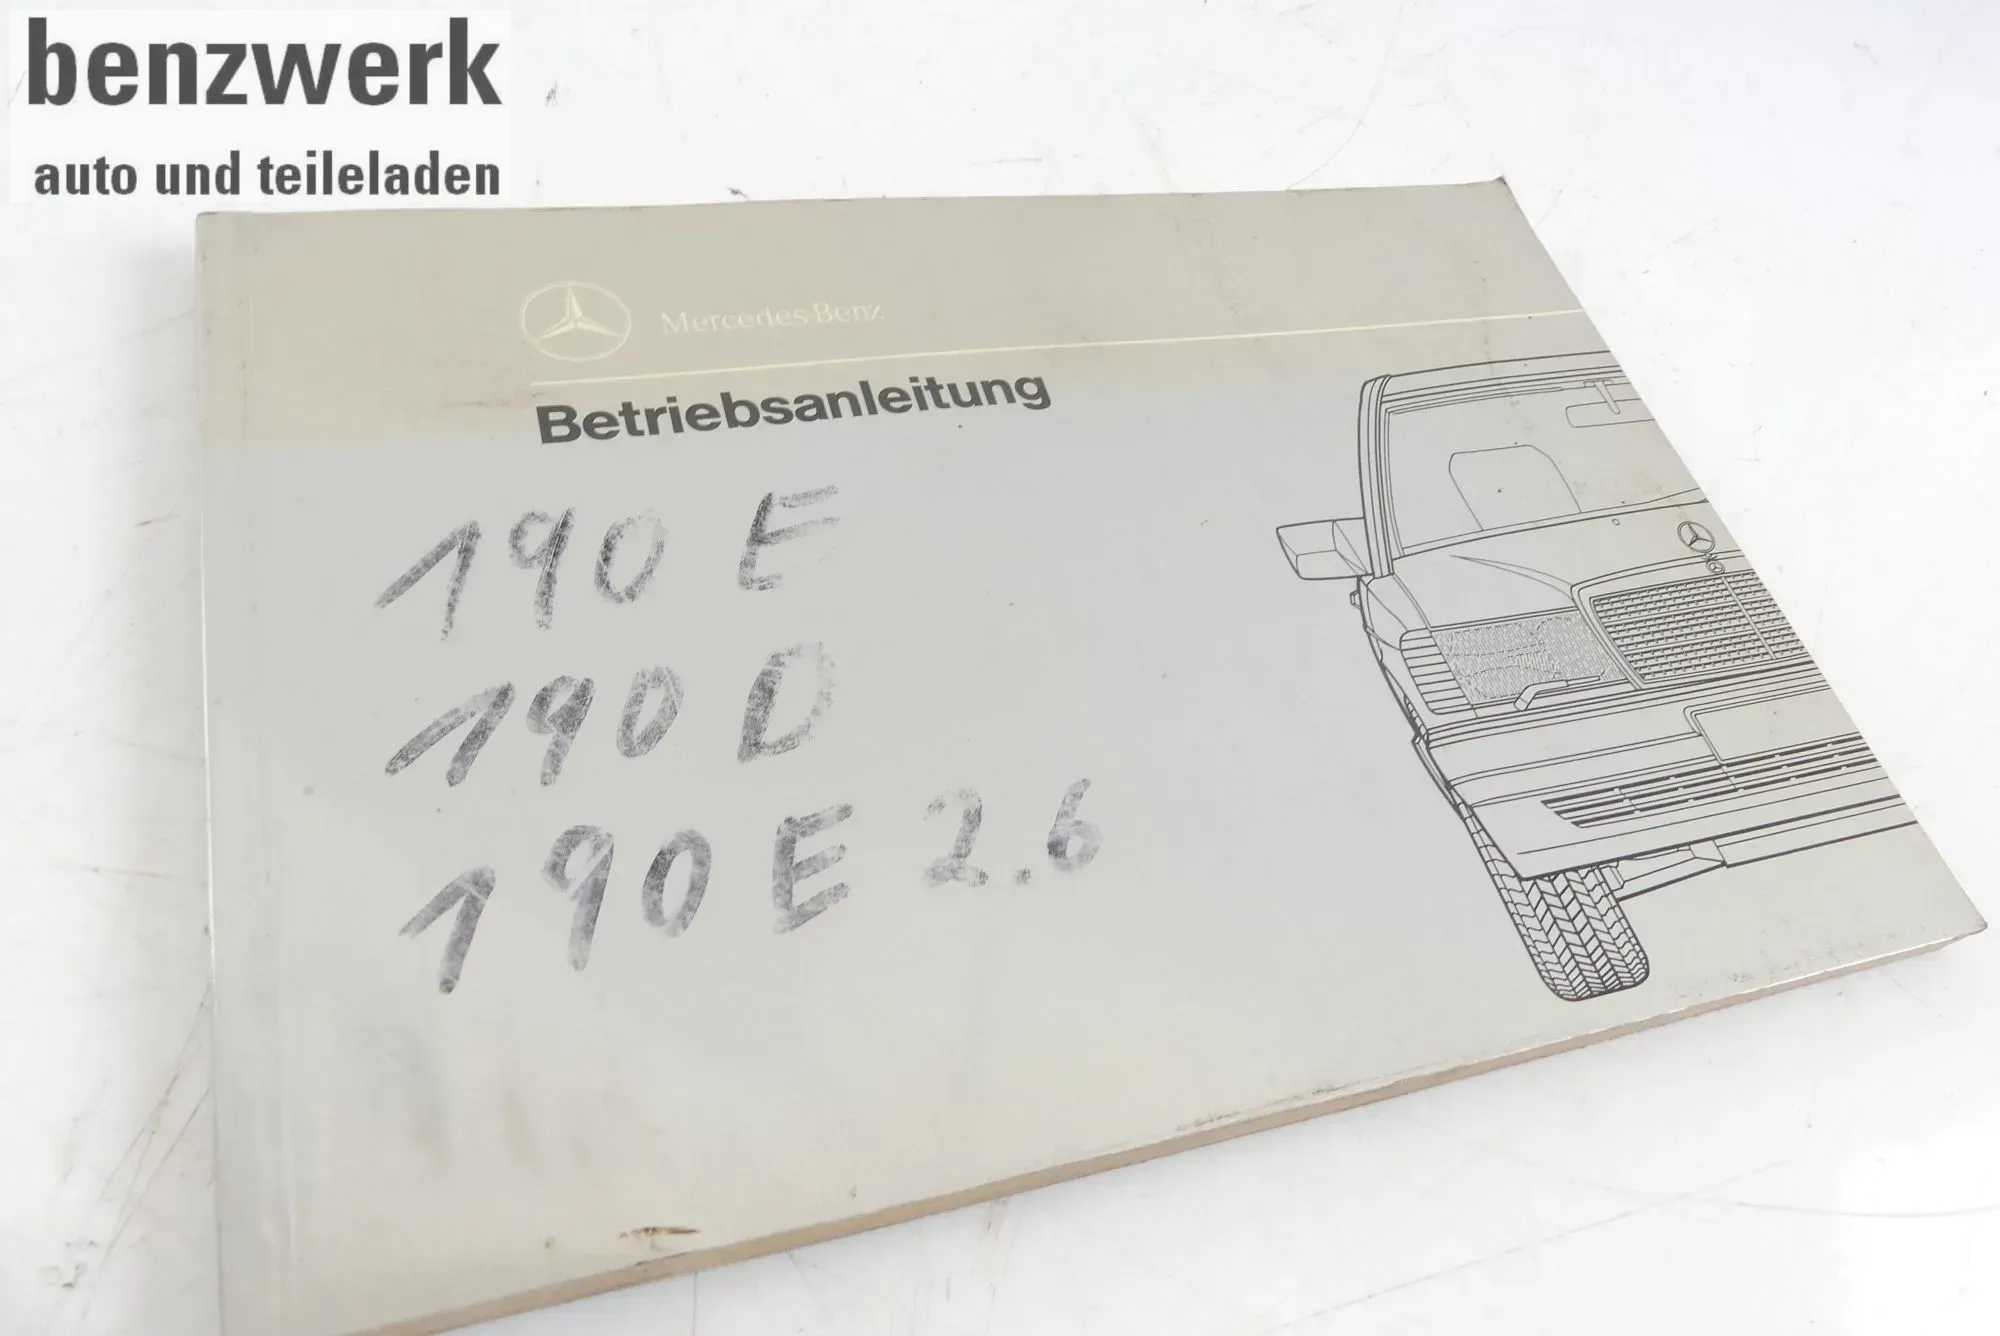 benzwerk
auto und teileladen
Mercedes-Benz
Betriebsanleitung
190 E
190 D
190 E 2.6